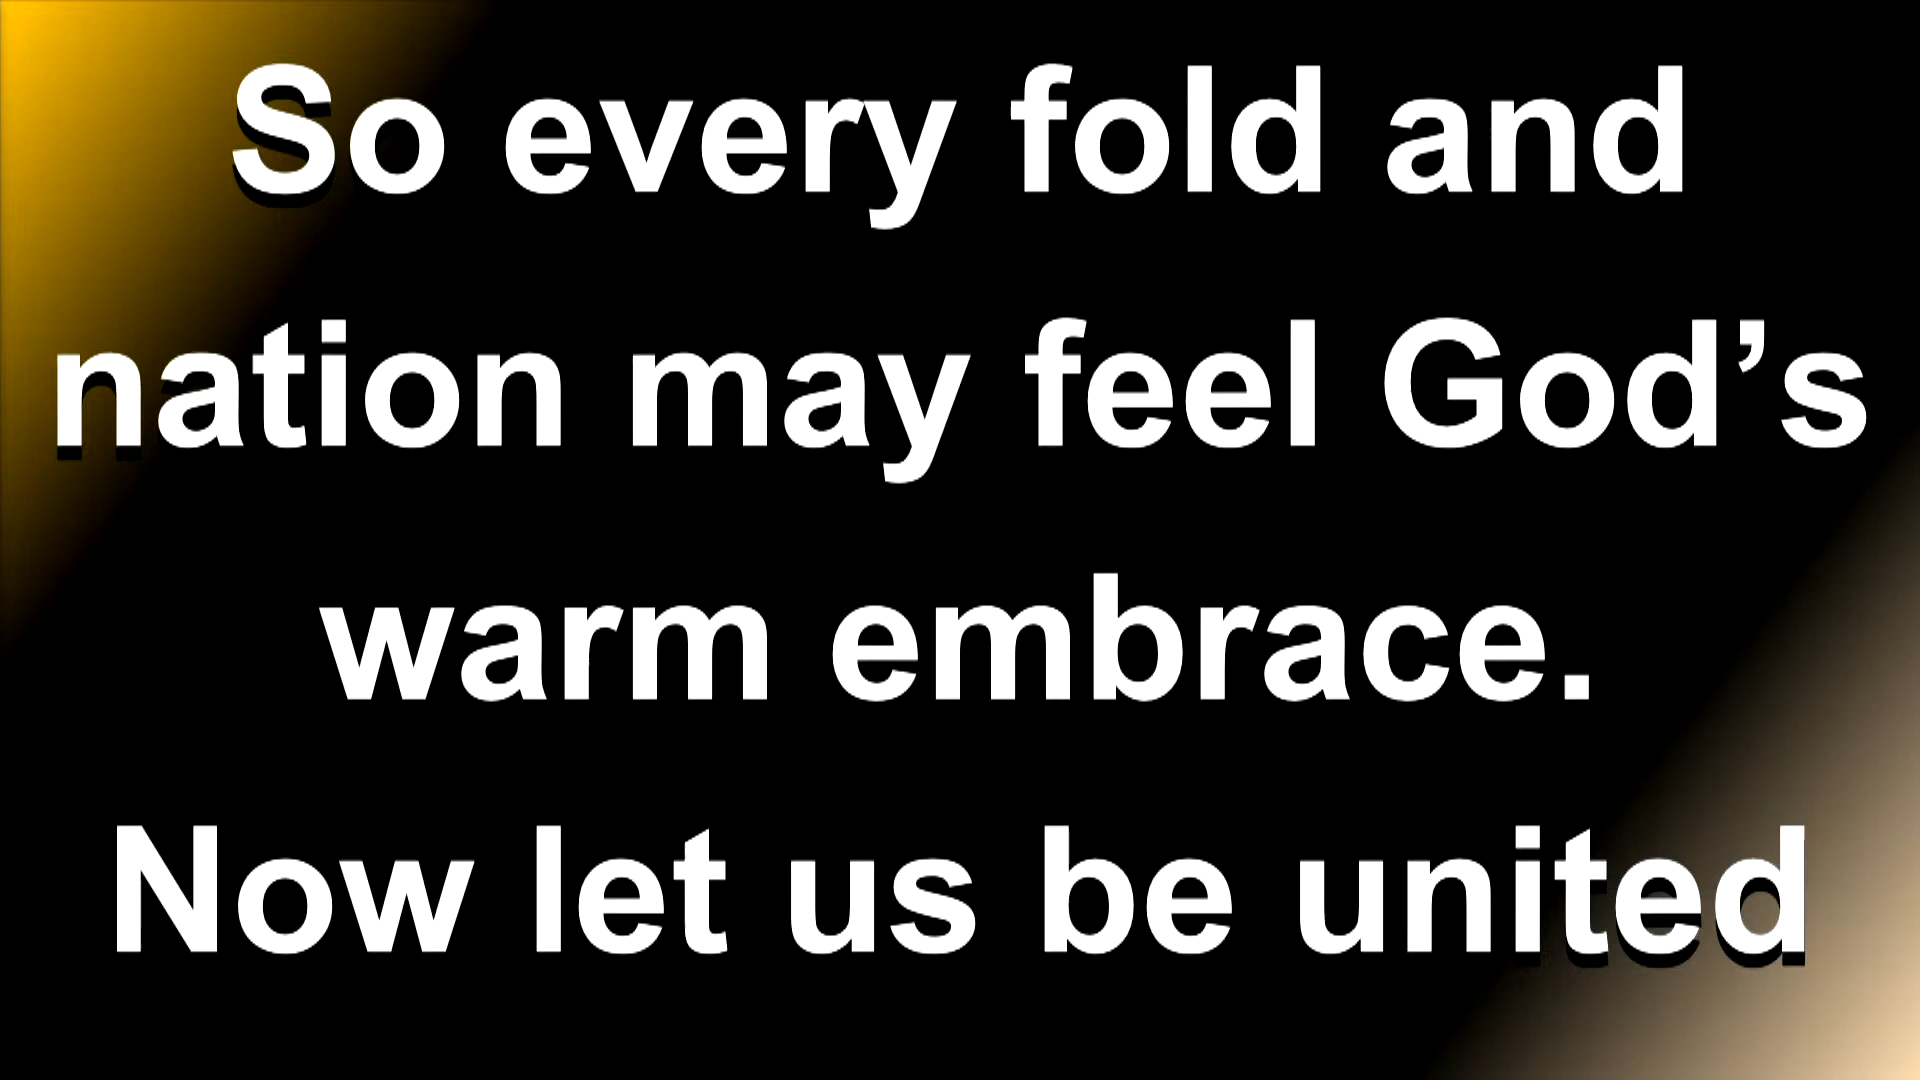 So every fold and
nation may feel God’s
warm embrace.
Now let us be united